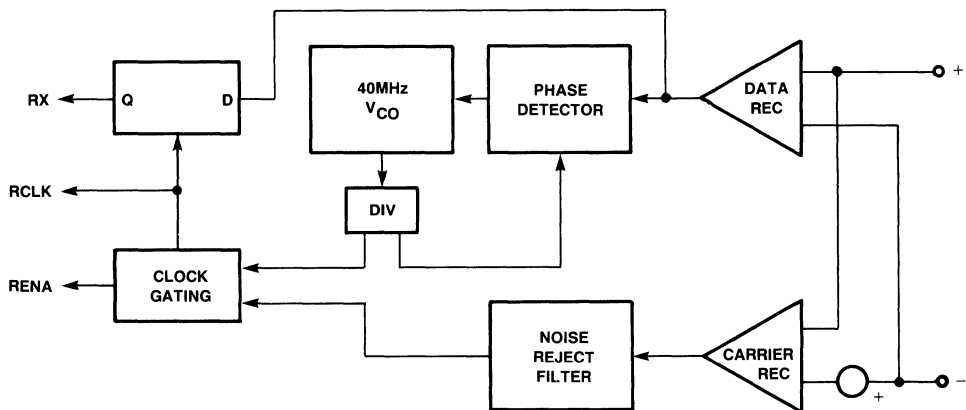 RX
Q
D
40MHz
VCO
PHASE
DETECTOR
DATA
REC
+
RCLK
DIV
RENA
CLOCK
GATING
NOISE
REJECT
FILTER
CARRIER
REC
+
−